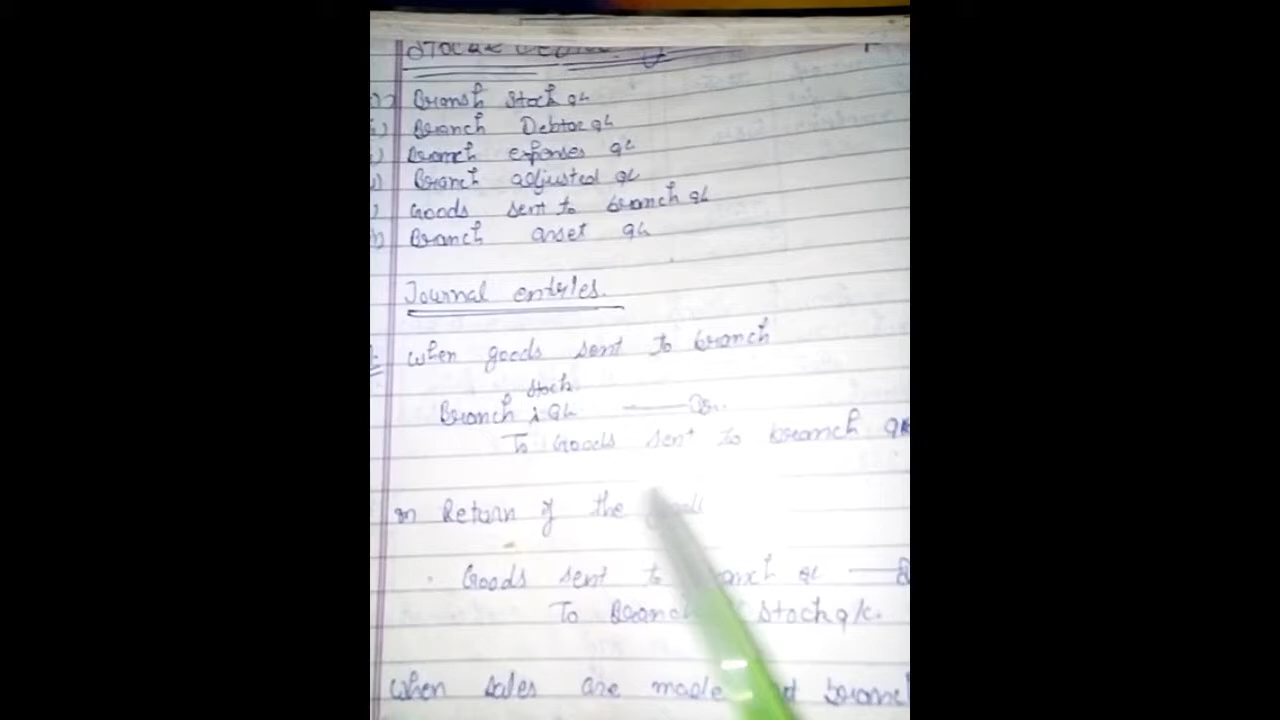 Branch Stock a/c
Branch Debtor a/c
Branch expenses a/c
Branch adjusted a/c
Goods sent to branch a/c
Branch asset a/c
Journal entries.
When goods sent to branch
Stock
Branch a/c —— Dr.
To Goods sent to branch a/c
on Return of the
Goods sent to a/c ——
To Stock a/c.
When sales are made